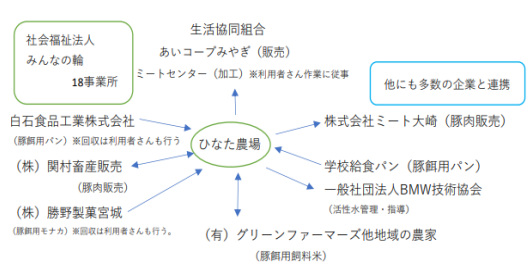 生活協同組合
あいコープみやぎ（販売）
ミートセンター（加工）※利用者さん作業に従事
社会福祉法人
みんなの輪
18事業所
他にも多数の企業と連携
白石食品工業株式会社
（豚餌用パン）※回収は利用者さんも行う
（株）関村畜産販売
（豚肉販売）
（株）勝野製菓宮城
（豚餌用モナカ）※回収は利用者さんも行う。
ひなた農場
株式会社ミート大崎（豚肉販売）
学校給食パン（豚餌用パン）
一般社団法人BMW技術協会
（活性水管理・指導）
（有）グリーンファーマーズ他地域の農家
（豚餌用飼料米）